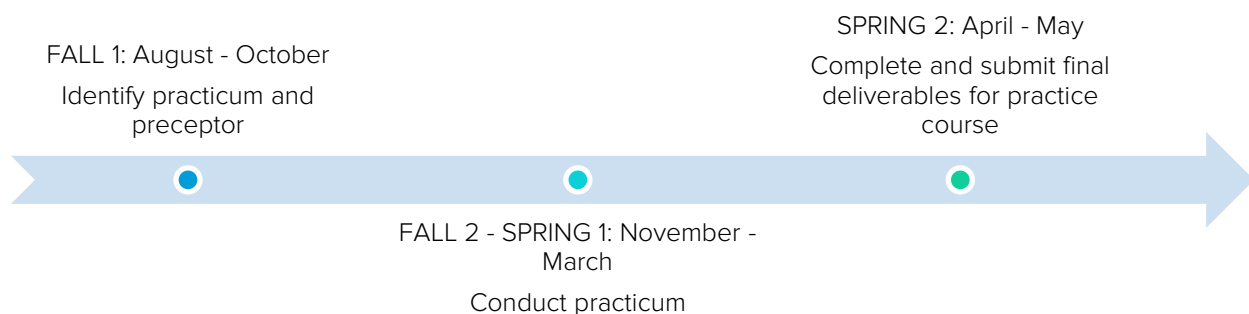 FALL 1: August - October
Identify practicum and
preceptor
FALL 2 - SPRING 1: November -
March
Conduct practicum
SPRING 2: April - May
Complete and submit final
deliverables for practice
course